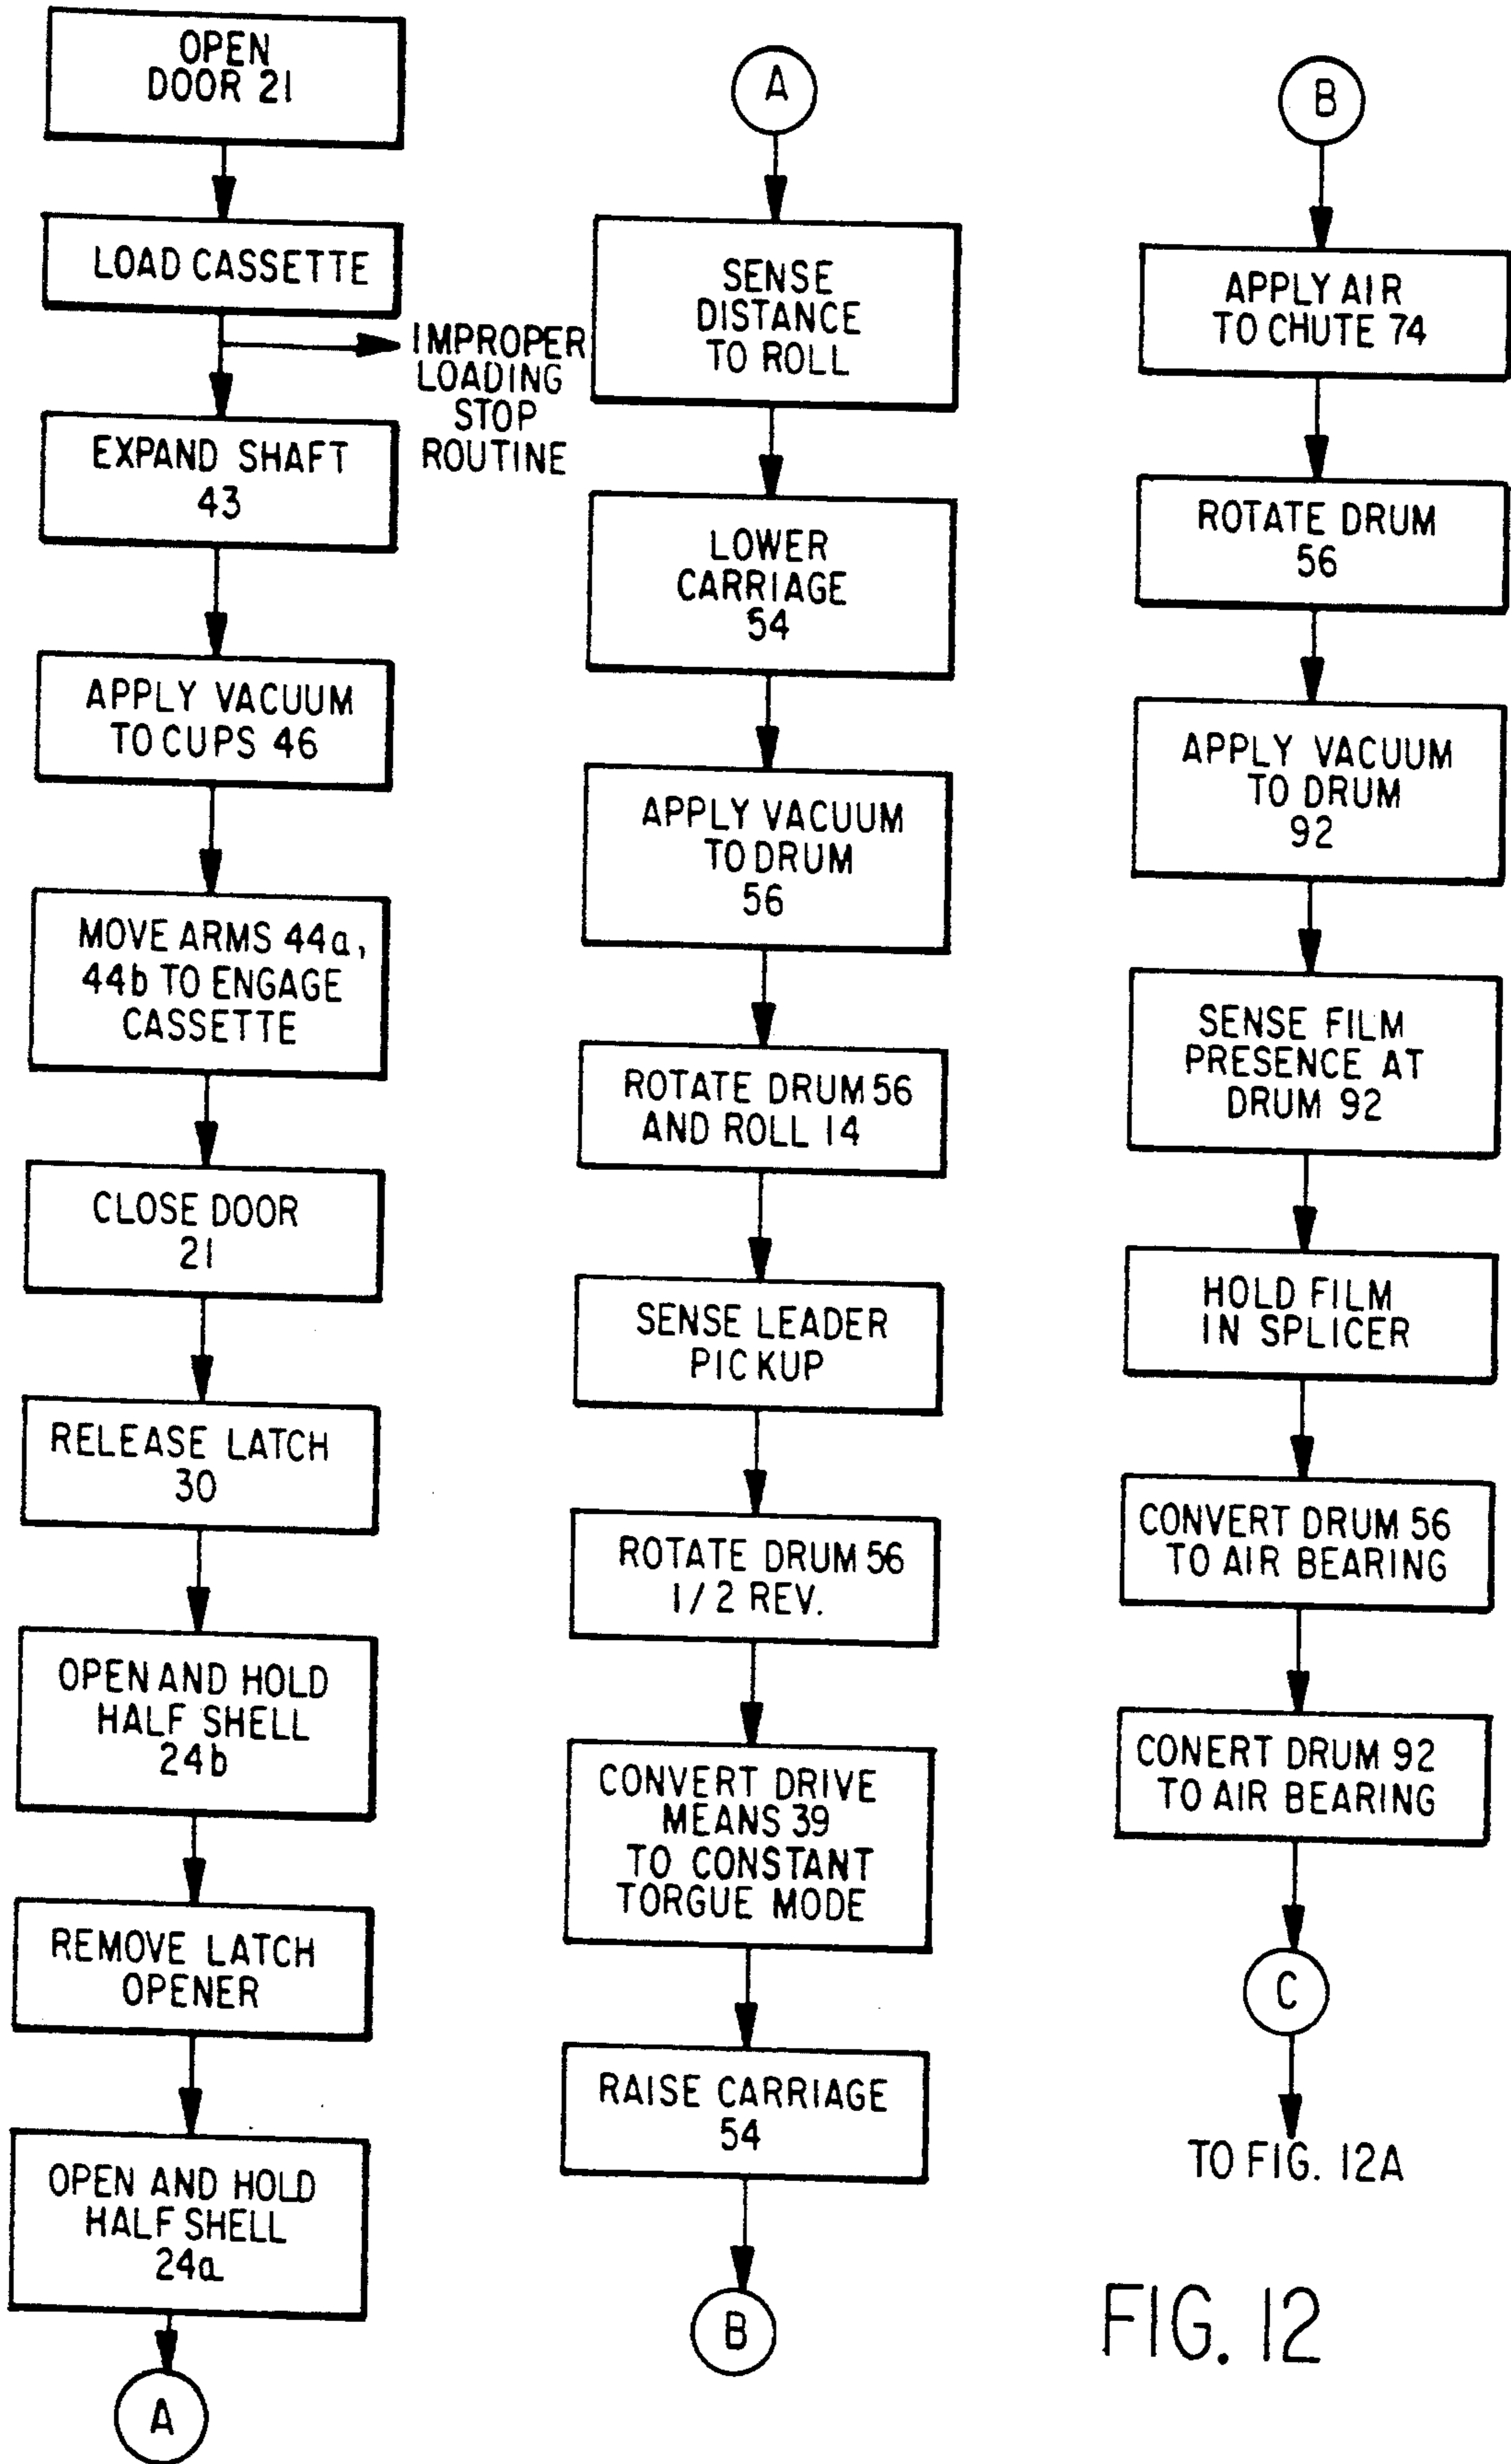 OPEN
DOOR 21
LOAD CASSETTE
IMPROPER
LOADING
STOP
ROUTINE
EXPAND SHAFT
43
APPLY VACUUM
TO CUPS 46
MOVE ARMS 44a,
44b TO ENGAGE
CASSETTE
CLOSE DOOR
21
RELEASE LATCH
30
OPEN AND HOLD
HALF SHELL
24b
REMOVE LATCH
OPENER
OPEN AND HOLD
HALF SHELL
24a
A
A
SENSE
DISTANCE
TO ROLL
LOWER
CARRIAGE
54
APPLY VACUUM
TO DRUM
56
ROTATE DRUM 56
AND ROLL 14
SENSE LEADER
PICKUP
ROTATE DRUM 56
1/2 REV.
CONVERT DRIVE
MEANS 39
TO CONSTANT
TORGUE MODE
RAISE CARRIAGE
54
B
B
APPLY AIR
TO CHUTE 74
ROTATE DRUM
56
APPLY VACUUM
TO DRUM
92
SENSE FILM
PRESENCE AT
DRUM 92
HOLD FILM
IN SPLICER
CONVERT DRUM 56
TO AIR BEARING
CONERT DRUM 92
TO AIR BEARING
C
TO FIG. 12A
FIG. 12